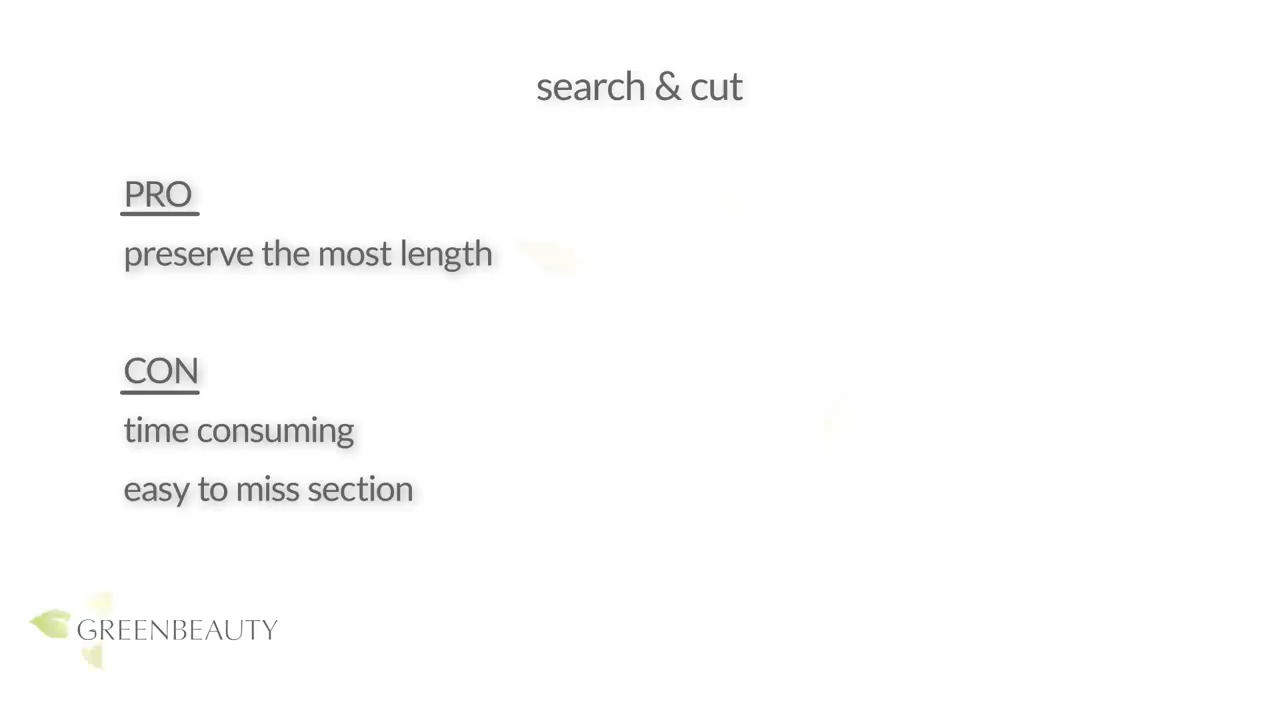 search & cut
PRO
preserve the most length
CON
time consuming
easy to miss section
GREENBEAUTY